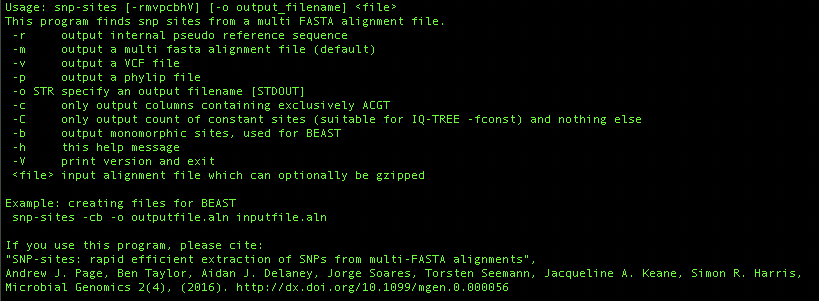 Usage: snp-sites [-rmvpcbhV] [-o output_filename] <file>
This program finds snp sites from a multi FASTA alignment file.
 -r     output internal pseudo reference sequence
 -m     output a multi fasta alignment file (default)
 -v     output a VCF file
 -p     output a phylip file
 -o STR specify an output filename [STDOUT]
 -c     only output columns containing exclusively ACGT
 -C     only output count of constant sites (suitable for IQ-TREE -fconst) and nothing else
 -b     output monomorphic sites, used for BEAST
 -h     this help message
 -V     print version and exit
 <file> input alignment file which can optionally be gzipped

Example: creating files for BEAST
 snp-sites -cb -o outputfile.aln inputfile.aln

If you use this program, please cite:
"SNP-sites: rapid efficient extraction of SNPs from multi-FASTA alignments",
Andrew J. Page, Ben Taylor, Aidan J. Delaney, Jorge Soares, Torsten Seemann, Jacqueline A. Keane, Simon R. Harris,
Microbial Genomics 2(4), (2016). http://dx.doi.org/10.1099/mgen.0.000056